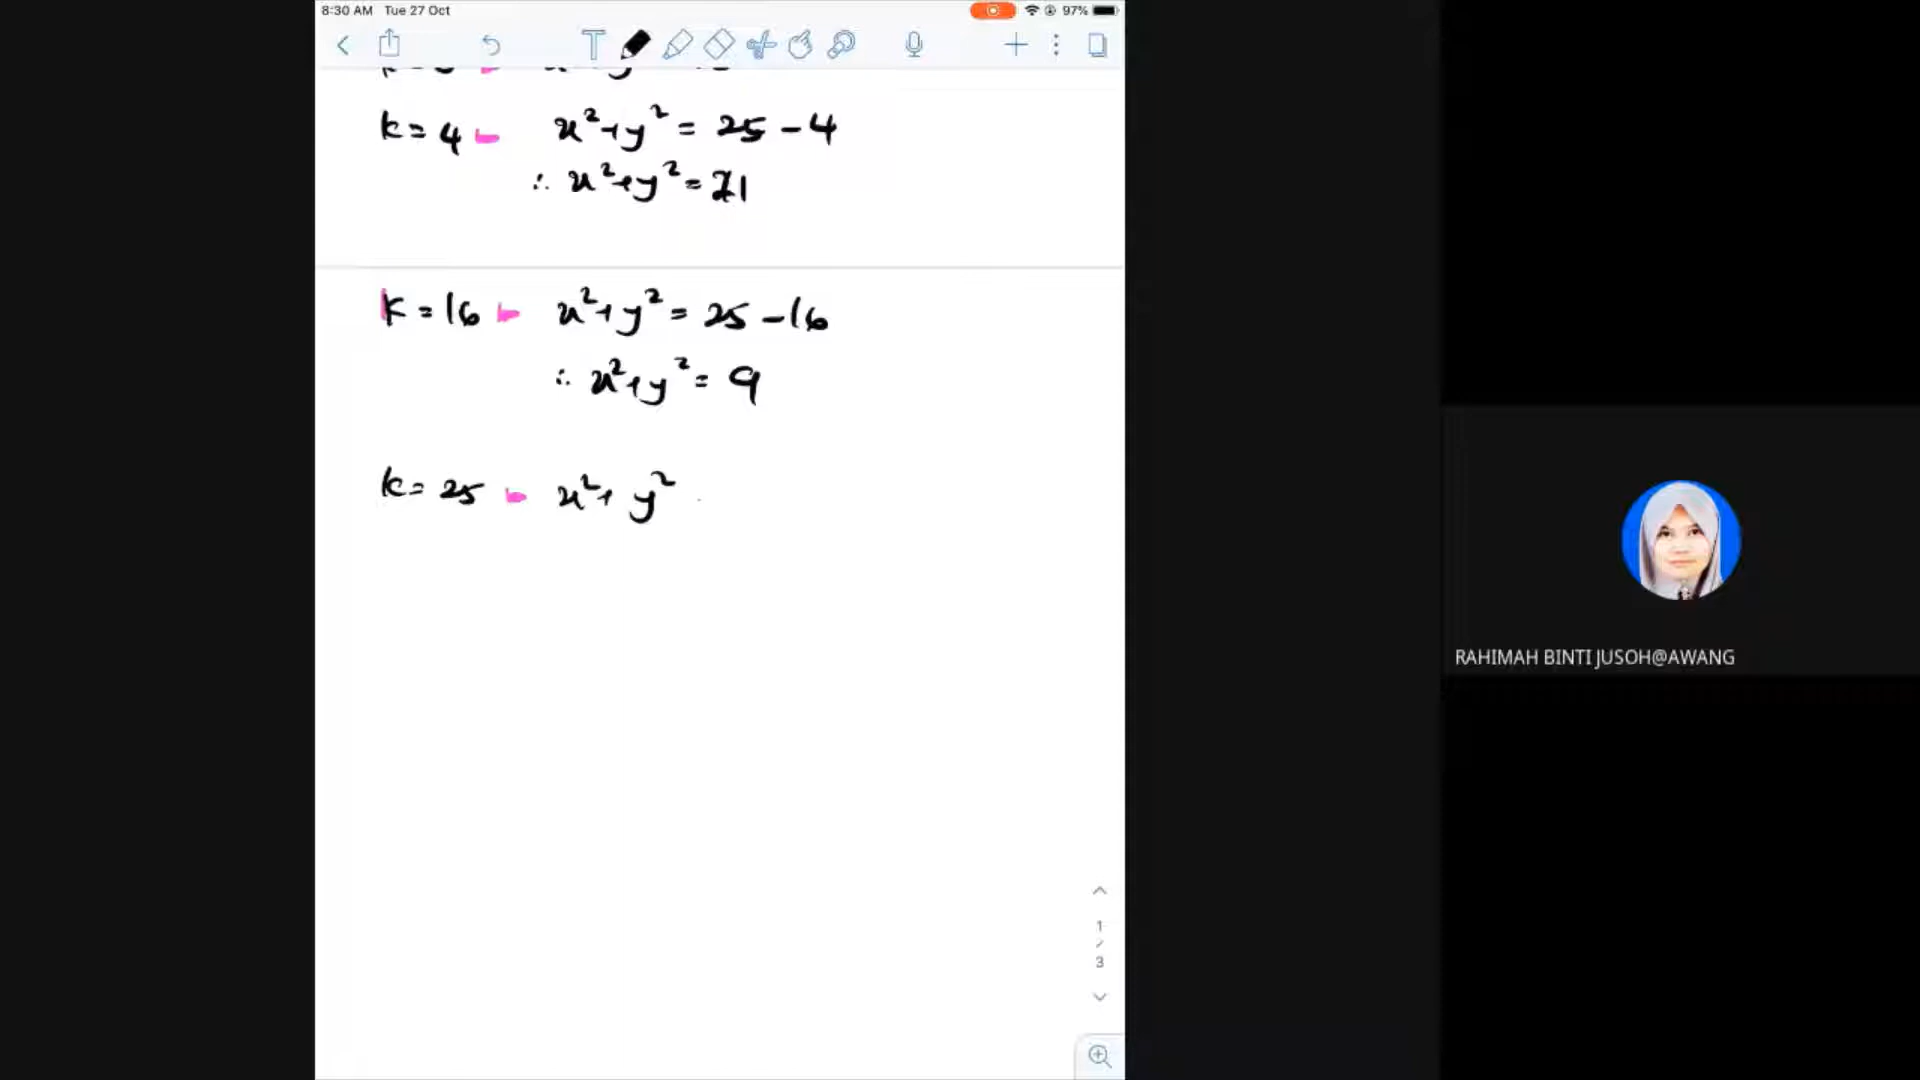 8:30 AM Tue 27 Oct 97%
k = 4 x² + y² = 25 - 4
∴ x² + y² = 21
k = 16 x² + y² = 25 - 16
∴ x² + y² = 9
k = 25 x² + y²
1
3
RAHIMAH BINTI JUSOH@AWANG